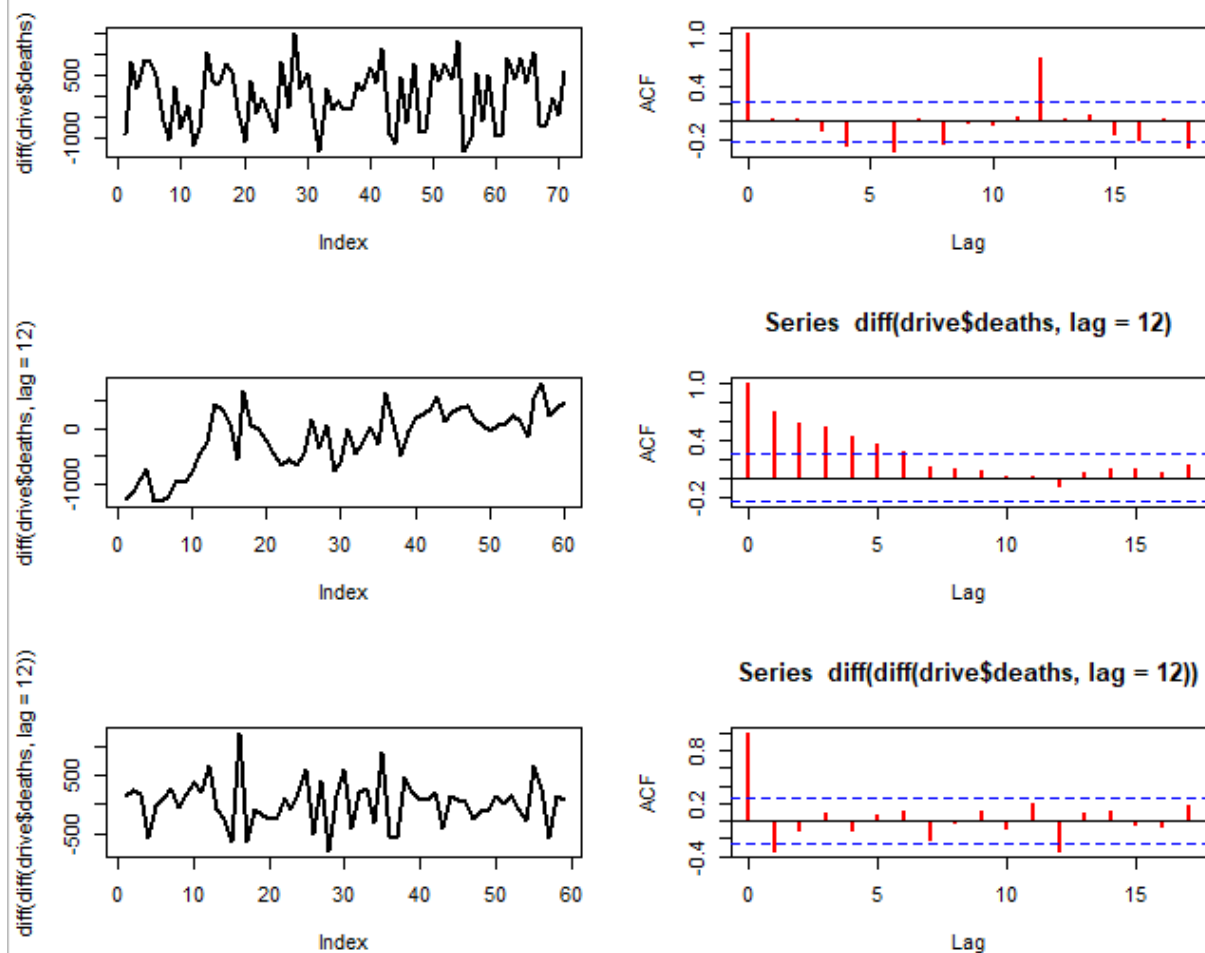 diff(drive$deaths)
500
-1000
0 10 20 30 40 50 60 70
Index
ACF
1.0
0.4
-0.2
0 5 10 15
Lag
diff(drive$deaths, lag = 12)
0
-1000
0 10 20 30 40 50 60
Index
Series diff(drive$deaths, lag = 12)
ACF
1.0
0.4
-0.2
0 5 10 15
Lag
diff(diff(drive$deaths, lag = 12))
500
-500
0 10 20 30 40 50 60
Index
Series diff(diff(drive$deaths, lag = 12))
ACF
0.8
0.2
-0.4
0 5 10 15
Lag